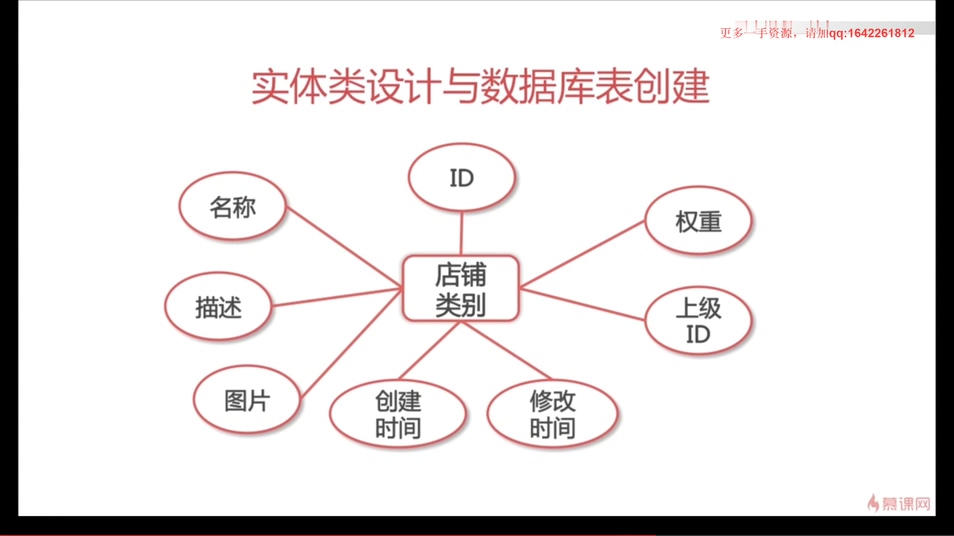 更多一手资源，请加qq:1642261812
实体类设计与数据库表创建
ID
名称
权重
店铺
类别
描述
上级
ID
图片
创建
时间
修改
时间
慕课网